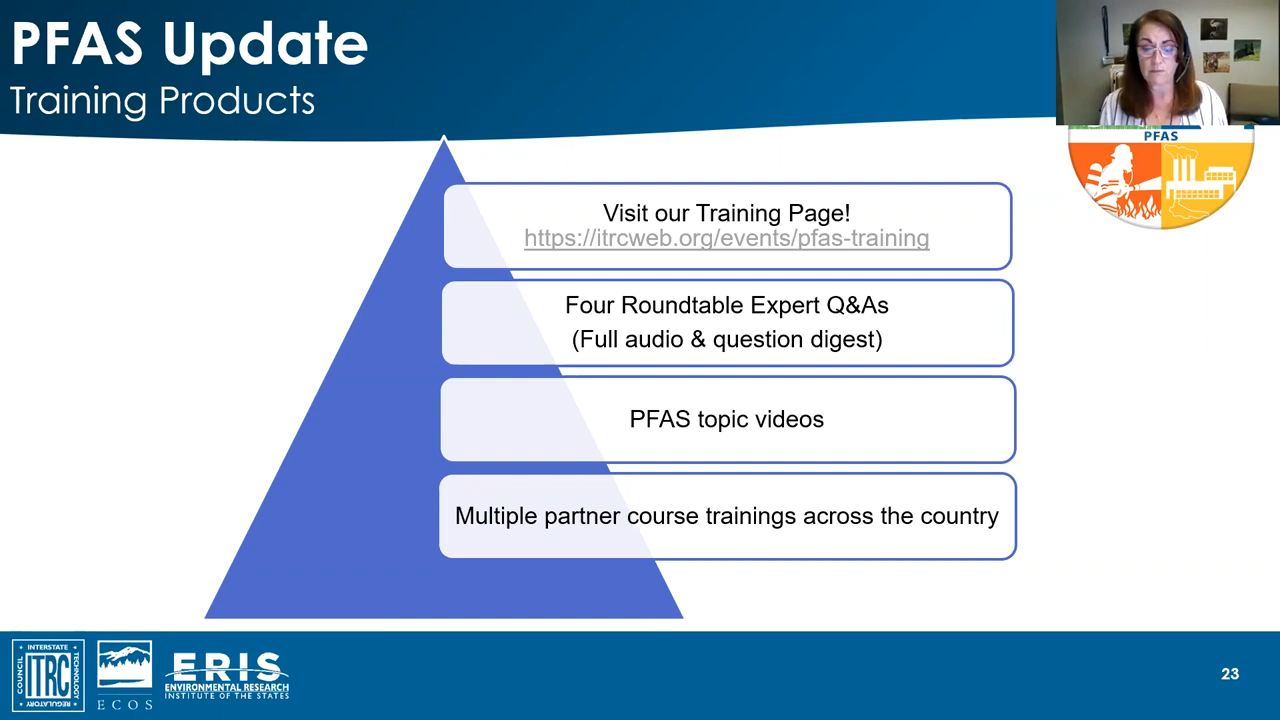 PFAS Update
Training Products
PFAS
Visit our Training Page!
https://itrcweb.org/events/pfas-training
Four Roundtable Expert Q&As
(Full audio & question digest)
PFAS topic videos
Multiple partner course trainings across the country
INTERSTATE
COUNCIL
ITRC
TECHNOLOGY
REGULATORY
ECOS
ERIS
ENVIRONMENTAL RESEARCH
INSTITUTE OF THE STATES
23